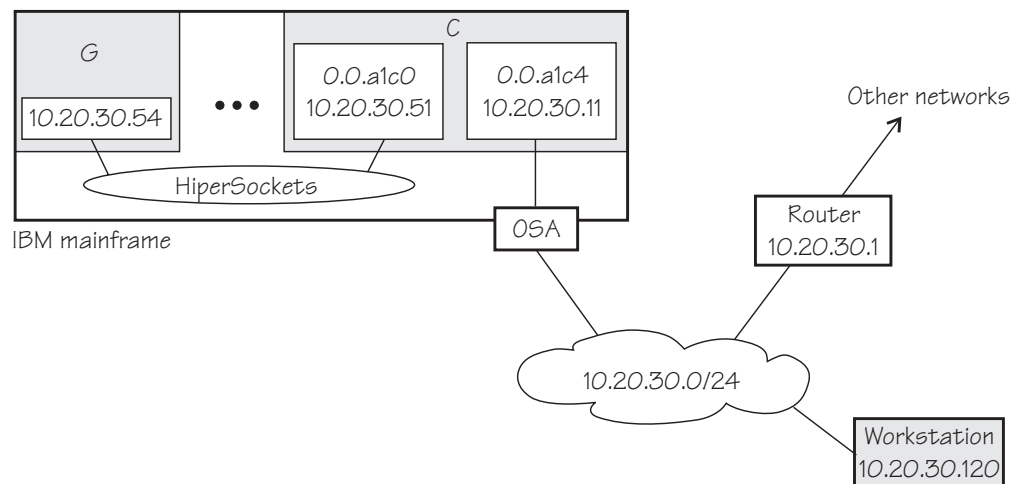 G
C
10.20.30.54
0.0.a1c0
10.20.30.51
0.0.a1c4
10.20.30.11
HiperSockets
IBM mainframe
OSA
Other networks
Router
10.20.30.1
10.20.30.0/24
Workstation
10.20.30.120